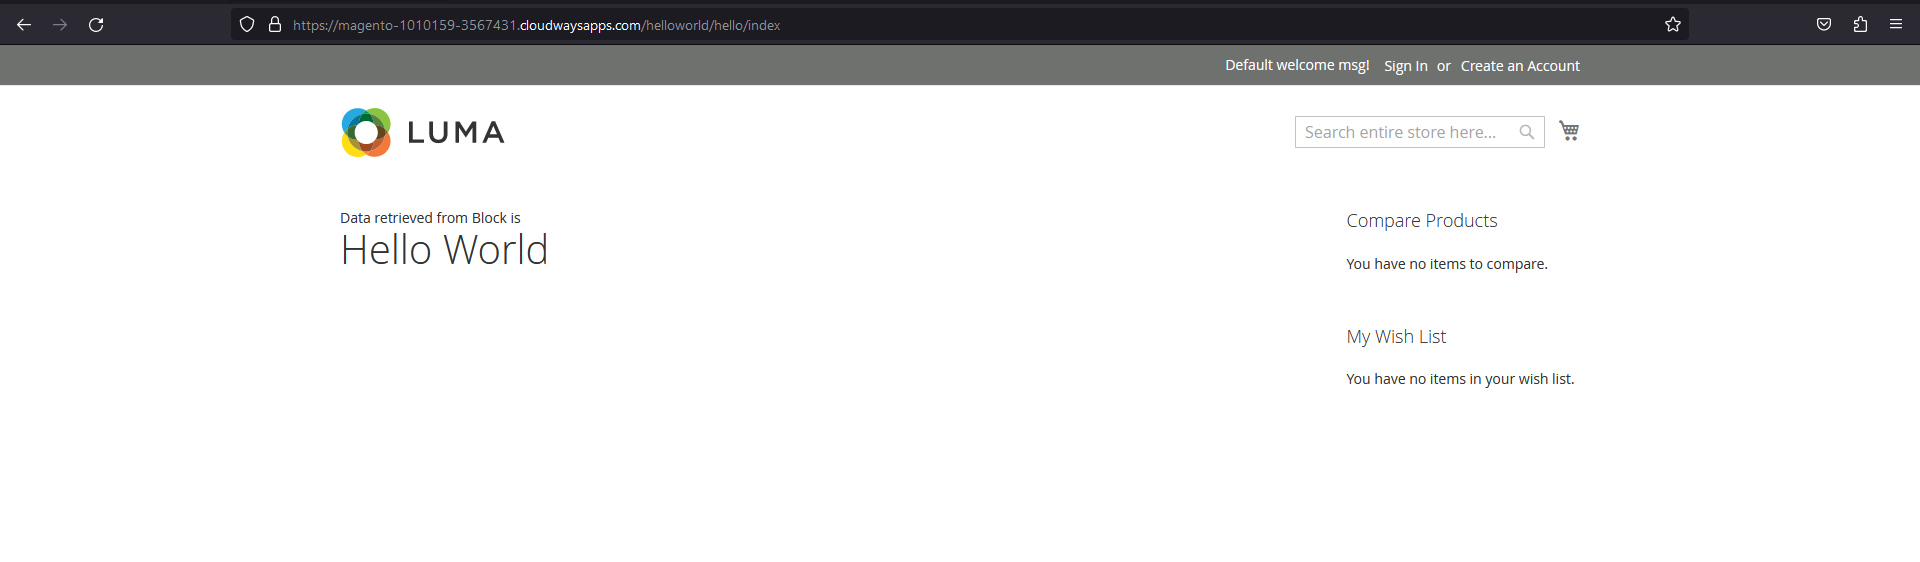 https://magento-1010159-3567431.cloudwaysapps.com/helloworld/hello/index
Default welcome msg! Sign In or Create an Account
LUMA
Search entire store here...
Data retrieved from Block is
Hello World
Compare Products
You have no items to compare.
My Wish List
You have no items in your wish list.